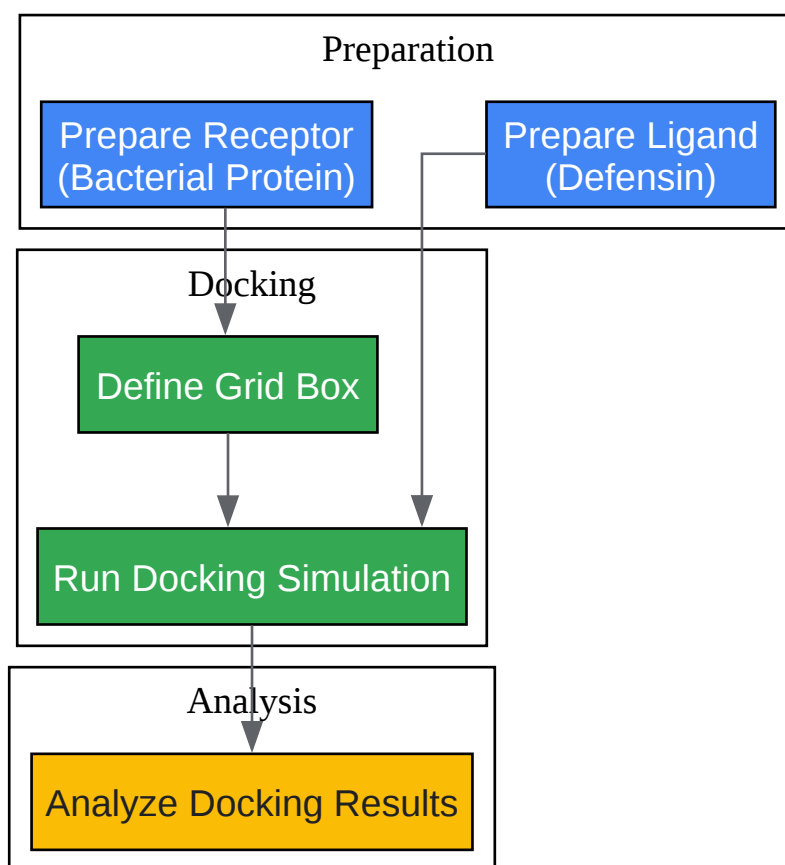 Preparation
Prepare Receptor
(Bacterial Protein)
Prepare Ligand
(Defensin)
Docking
Define Grid Box
Run Docking Simulation
Analysis
Analyze Docking Results